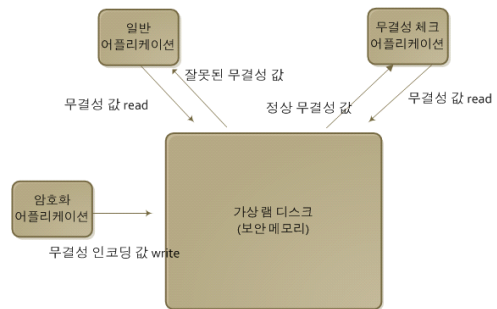 일반
어플리케이션
무결성 체크
어플리케이션
잘못된 무결성 값
무결성 값 read
정상 무결성 값
무결성 값 read
암호화
어플리케이션
가상 램 디스크
(보안 메모리)
무결성 인코딩 값 write